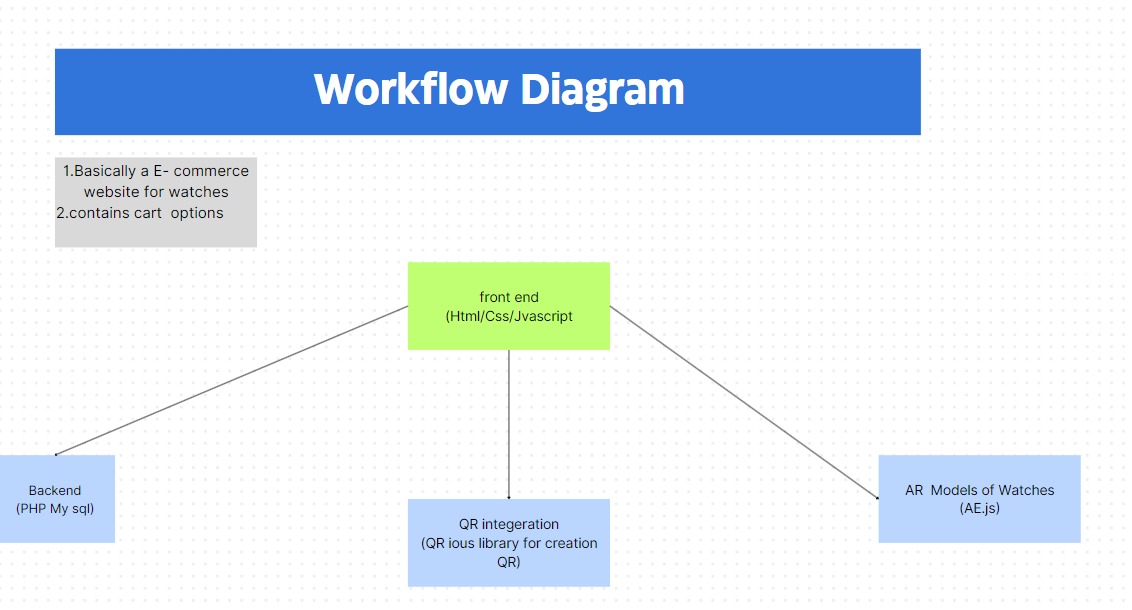 Workflow Diagram
1.Basically a E- commerce
website for watches
2.contains cart  options
front end
(Html/Css/Jvascript
Backend
(PHP My sql)
QR integeration
(QR ious library for creation
QR)
AR  Models of Watches
(AE.js)